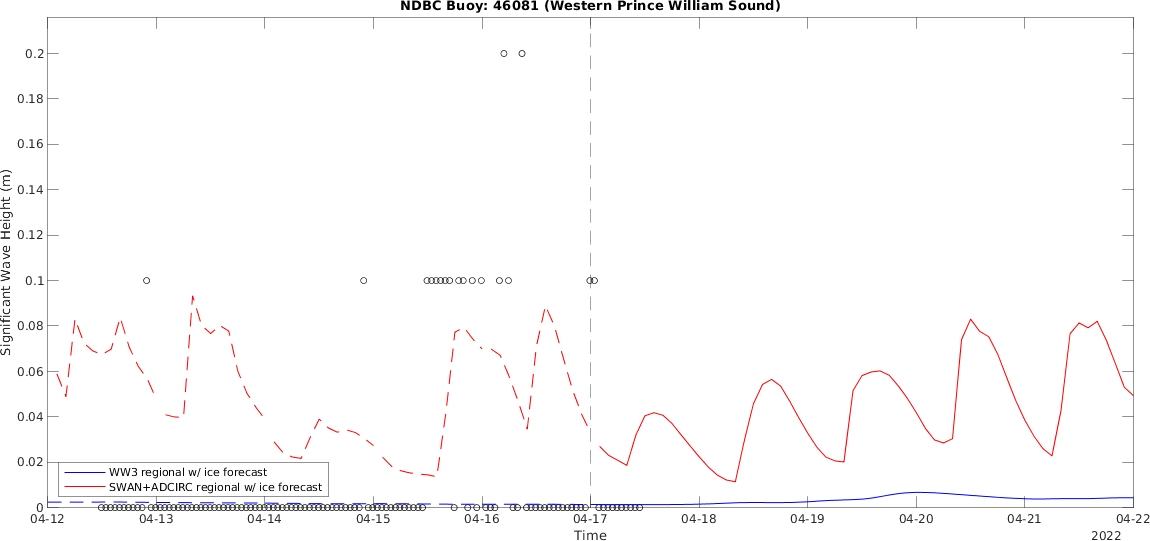 NDBC Buoy: 46081 (Western Prince William Sound)
Significant Wave Height (m)
0.2
0.18
0.16
0.14
0.12
0.1
0.08
0.06
0.04
0.02
0
WW3 regional w/ ice forecast
SWAN+ADCIRC regional w/ ice forecast
04-12 04-13 04-14 04-15 04-16 04-17 04-18 04-19 04-20 04-21 04-22
Time
2022